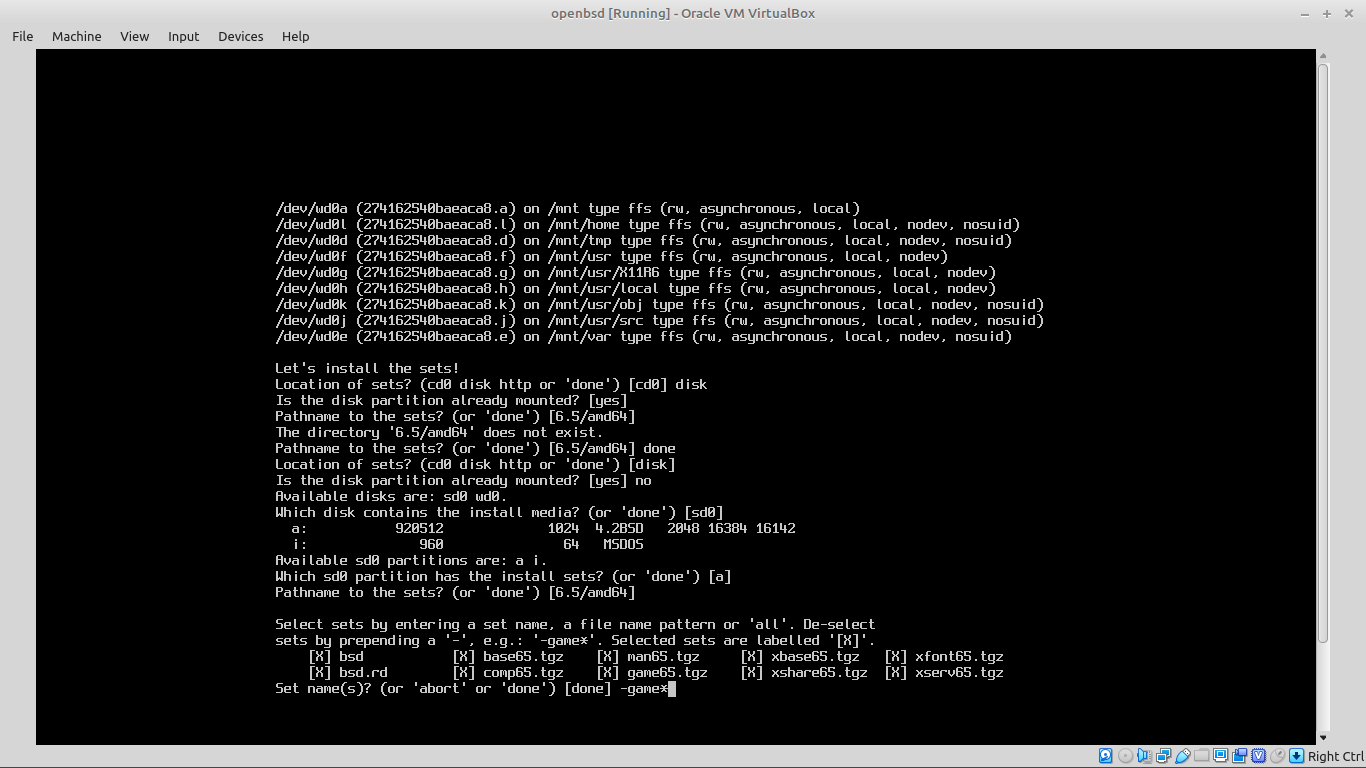 openbsd [Running] - Oracle VM VirtualBox
File Machine View Input Devices Help
/dev/wd0a (274162540baeaca8.a) on /mnt type ffs (rw, asynchronous, local)
/dev/wd0l (274162540baeaca8.l) on /mnt/home type ffs (rw, asynchronous, local, nodev, nosuid)
/dev/wd0d (274162540baeaca8.d) on /mnt/tmp type ffs (rw, asynchronous, local, nodev, nosuid)
/dev/wd0f (274162540baeaca8.f) on /mnt/usr type ffs (rw, asynchronous, local, nodev)
/dev/wd0g (274162540baeaca8.g) on /mnt/usr/X11R6 type ffs (rw, asynchronous, local, nodev)
/dev/wd0h (274162540baeaca8.h) on /mnt/usr/local type ffs (rw, asynchronous, local, nodev)
/dev/wd0k (274162540baeaca8.k) on /mnt/usr/obj type ffs (rw, asynchronous, local, nodev, nosuid)
/dev/wd0j (274162540baeaca8.j) on /mnt/usr/src type ffs (rw, asynchronous, local, nodev, nosuid)
/dev/wd0e (274162540baeaca8.e) on /mnt/var type ffs (rw, asynchronous, local, nodev, nosuid)
Let's install the sets!
Location of sets? (cd0 disk http or 'done') [cd0] disk
Is the disk partition already mounted? [yes]
Pathname to the sets? (or 'done') [6.5/amd64]
The directory '6.5/amd64' does not exist.
Pathname to the sets? (or 'done') [6.5/amd64] done
Location of sets? (cd0 disk http or 'done') [disk]
Is the disk partition already mounted? [yes] no
Available disks are: sd0 wd0.
Which disk contains the install media? (or 'done') [sd0]
a: 920512 1024 4.2BSD 2048 16384 16142
i: 960 64 MSDOS
Available sd0 partitions are: a i.
Which sd0 partition has the install sets? (or 'done') [a]
Pathname to the sets? (or 'done') [6.5/amd64]
Select sets by entering a set name, a file name pattern or 'all'. De-select
sets by prepending a '-', e.g.: '-game*'. Selected sets are labelled '[X]'.
[X] bsd [X] base65.tgz [X] man65.tgz [X] xbase65.tgz [X] xfont65.tgz
[X] bsd.rd [X] comp65.tgz [X] game65.tgz [X] xshare65.tgz [X] xserv65.tgz
Set name(s)? (or 'abort' or 'done') [done] -game*
Right Ctrl